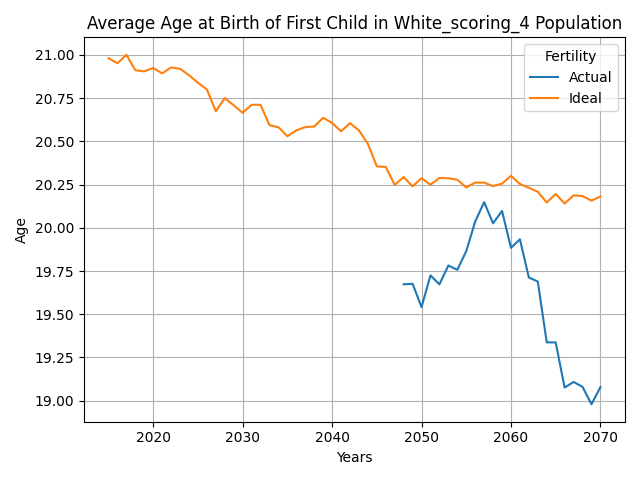 Average Age at Birth of First Child in White_scoring_4 Population
Fertility
Actual
Ideal
21.00
20.75
20.50
20.25
20.00
19.75
19.50
19.25
19.00
Age
2020 2030 2040 2050 2060 2070
Years